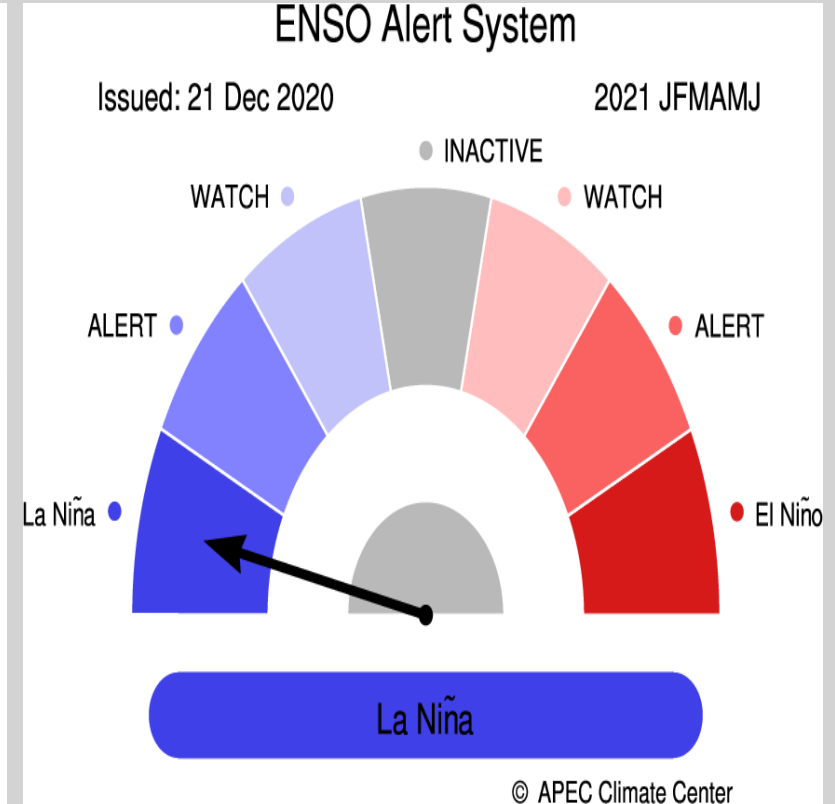 ENSO Alert System
Issued: 21 Dec 2020 2021 JFMAMJ
INACTIVE
WATCH WATCH
ALERT ALERT
La Niña El Niño
La Niña
© APEC Climate Center